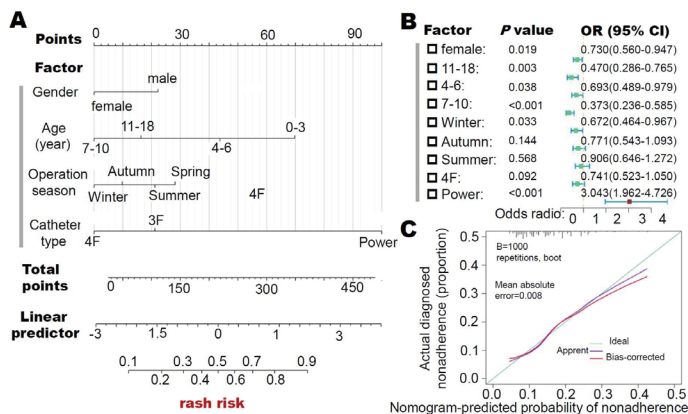 A
Points
0 30 60 90 100
Factor
male
Gender
female
11-18 0-3
Age
(year)
7-10 4-6
Autumn Spring
Operation
season
4F
Winter Summer
3F
Catheter
type
4F Power
Total
points
0 150 300 450
Linear
predictor
-3 1.5 0 1 3
0.1 0.3 0.5 0.7 0.9
0.2 0.4 0.6 0.8
rash risk
B
Factor P value OR (95% CI)
female: 0.019 0.730(0.560-0.947)
11-18: 0.003 0.470(0.286-0.765)
4-6: 0.038 0.693(0.489-0.979)
7-10: <0.001 0.373(0.236-0.585)
Winter: 0.033 0.672(0.464-0.967)
Autumn: 0.144 0.771(0.543-1.093)
Summer: 0.568 0.906(0.646-1.272)
4F: 0.092 0.741(0.523-1.050)
Power: <0.001 3.043(1.962-4.726)
Odds radio: 0 1 2 3 4
C
Actual diagnosed
nonadherence (proportion)
0.5
0.4
0.3
0.2
0.1
0.0
B=1000
repetitions, boot
Mean absolute
error=0.008
Ideal
Apprent
Bias-corrected
0.0 0.1 0.2 0.3 0.4 0.5
Nomogram-predicted probability of nonadherence